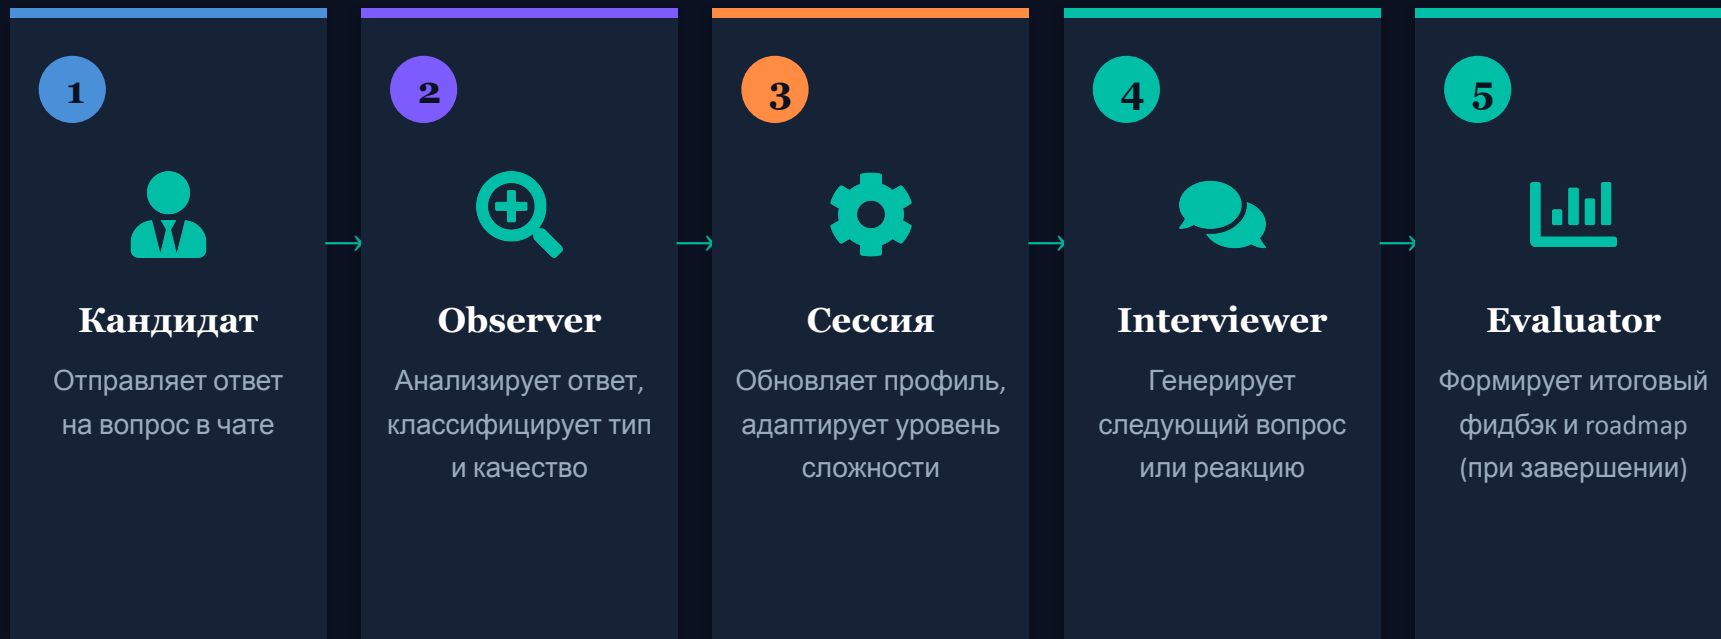 1
Кандидат
Отправляет ответ
на вопрос в чате
2
Observer
Анализирует ответ,
классифицирует тип
и качество
3
Сессия
Обновляет профиль,
адаптирует уровень
сложности
4
Interviewer
Генерирует
следующий вопрос
или реакцию
5
Evaluator
Формирует итоговый
фидбэк и roadmap
(при завершении)